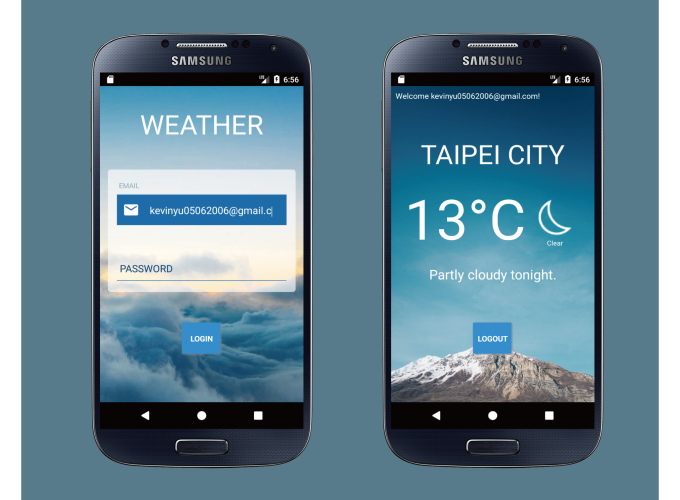 SAMSUNG
6:56
WEATHER
EMAIL
kevinyu05062006@gmail.c
PASSWORD
LOGIN
SAMSUNG
6:56
Welcome kevinyu05062006@gmail.com!
TAIPEI CITY
13°C
Clear
Partly cloudy tonight.
LOGOUT